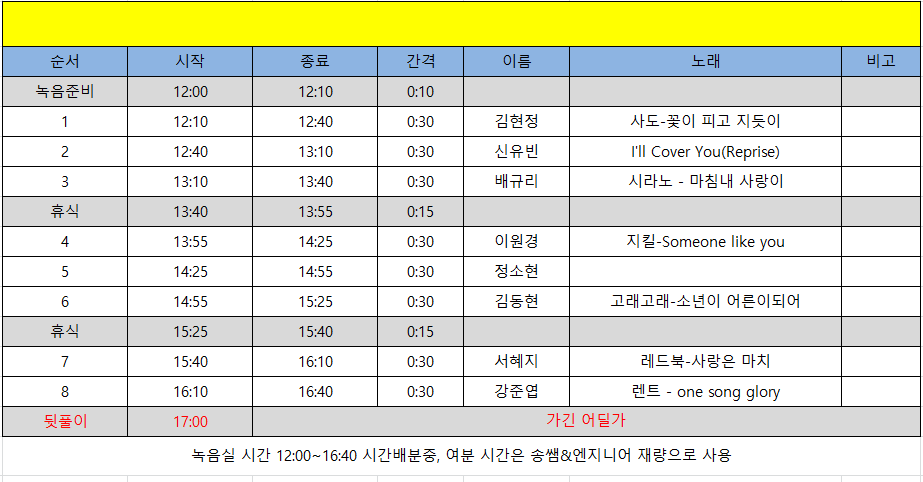 순서 시작 종료 간격 이름 노래 비고
녹음준비 12:00 12:10 0:10
1 12:10 12:40 0:30 김현정 사도-꽃이 피고 지듯이
2 12:40 13:10 0:30 신유빈 I'll Cover You(Reprise)
3 13:10 13:40 0:30 배규리 시라노 - 마침내 사랑이
휴식 13:40 13:55 0:15
4 13:55 14:25 0:30 이원경 지킬-Someone like you
5 14:25 14:55 0:30 정소현
6 14:55 15:25 0:30 김동현 고래고래-소년이 어른이되어
휴식 15:25 15:40 0:15
7 15:40 16:10 0:30 서혜지 레드북-사랑은 마치
8 16:10 16:40 0:30 강준엽 렌트 - one song glory
뒷풀이 17:00 가긴 어딜가
녹음실 시간 12:00~16:40 시간배분중, 여분 시간은 송쌤&엔지니어 재량으로 사용